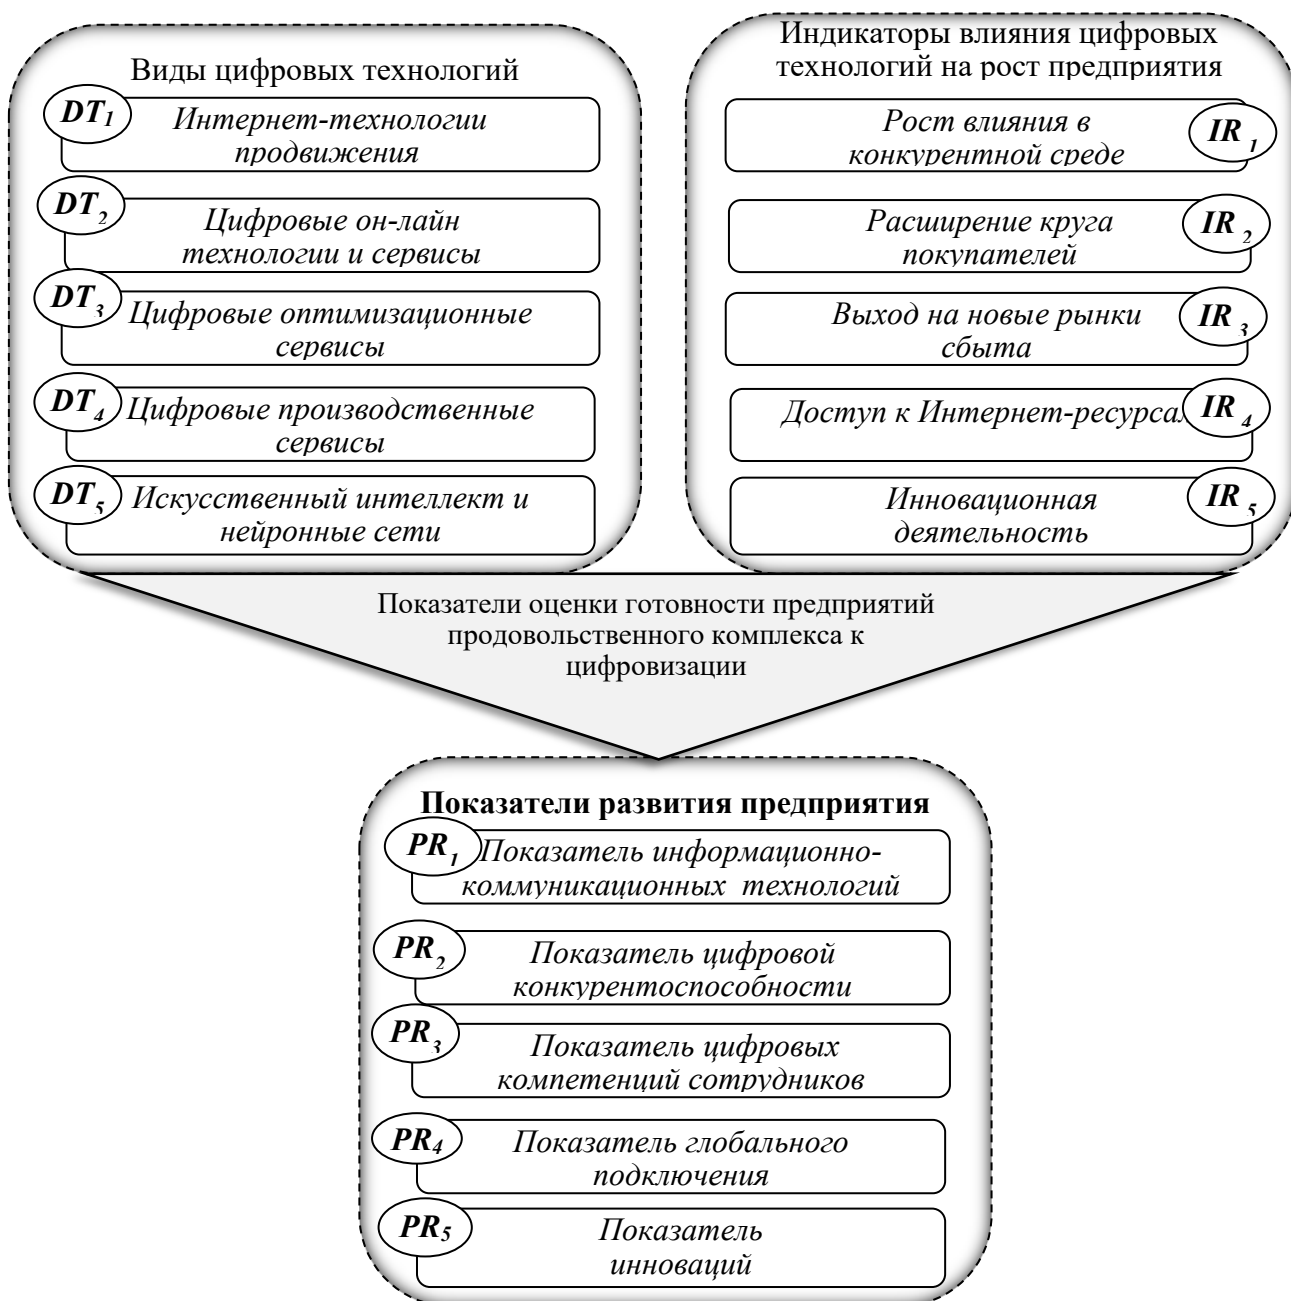 Виды цифровых технологий
DT1
Интернет-технологии
продвижения
DT2
Цифровые он-лайн
технологии и сервисы
DT3
Цифровые оптимизационные
сервисы
DT4
Цифровые производственные
сервисы
DT5
Искусственный интеллект и
нейронные сети
Индикаторы влияния цифровых
технологий на рост предприятия
Рост влияния в
конкурентной среде
IR 1
Расширение круга
покупателей
IR 2
Выход на новые рынки
сбыта
IR 3
Доступ к Интернет-ресурсам
IR 4
Инновационная
деятельность
IR 5
Показатели оценки готовности предприятий
продовольственного комплекса к
цифровизации
Показатели развития предприятия
PR1
Показатель информационно-
коммуникационных технологий
PR2
Показатель цифровой
конкурентоспособности
PR3
Показатель цифровых
компетенций сотрудников
PR4
Показатель глобального
подключения
PR5
Показатель
инноваций